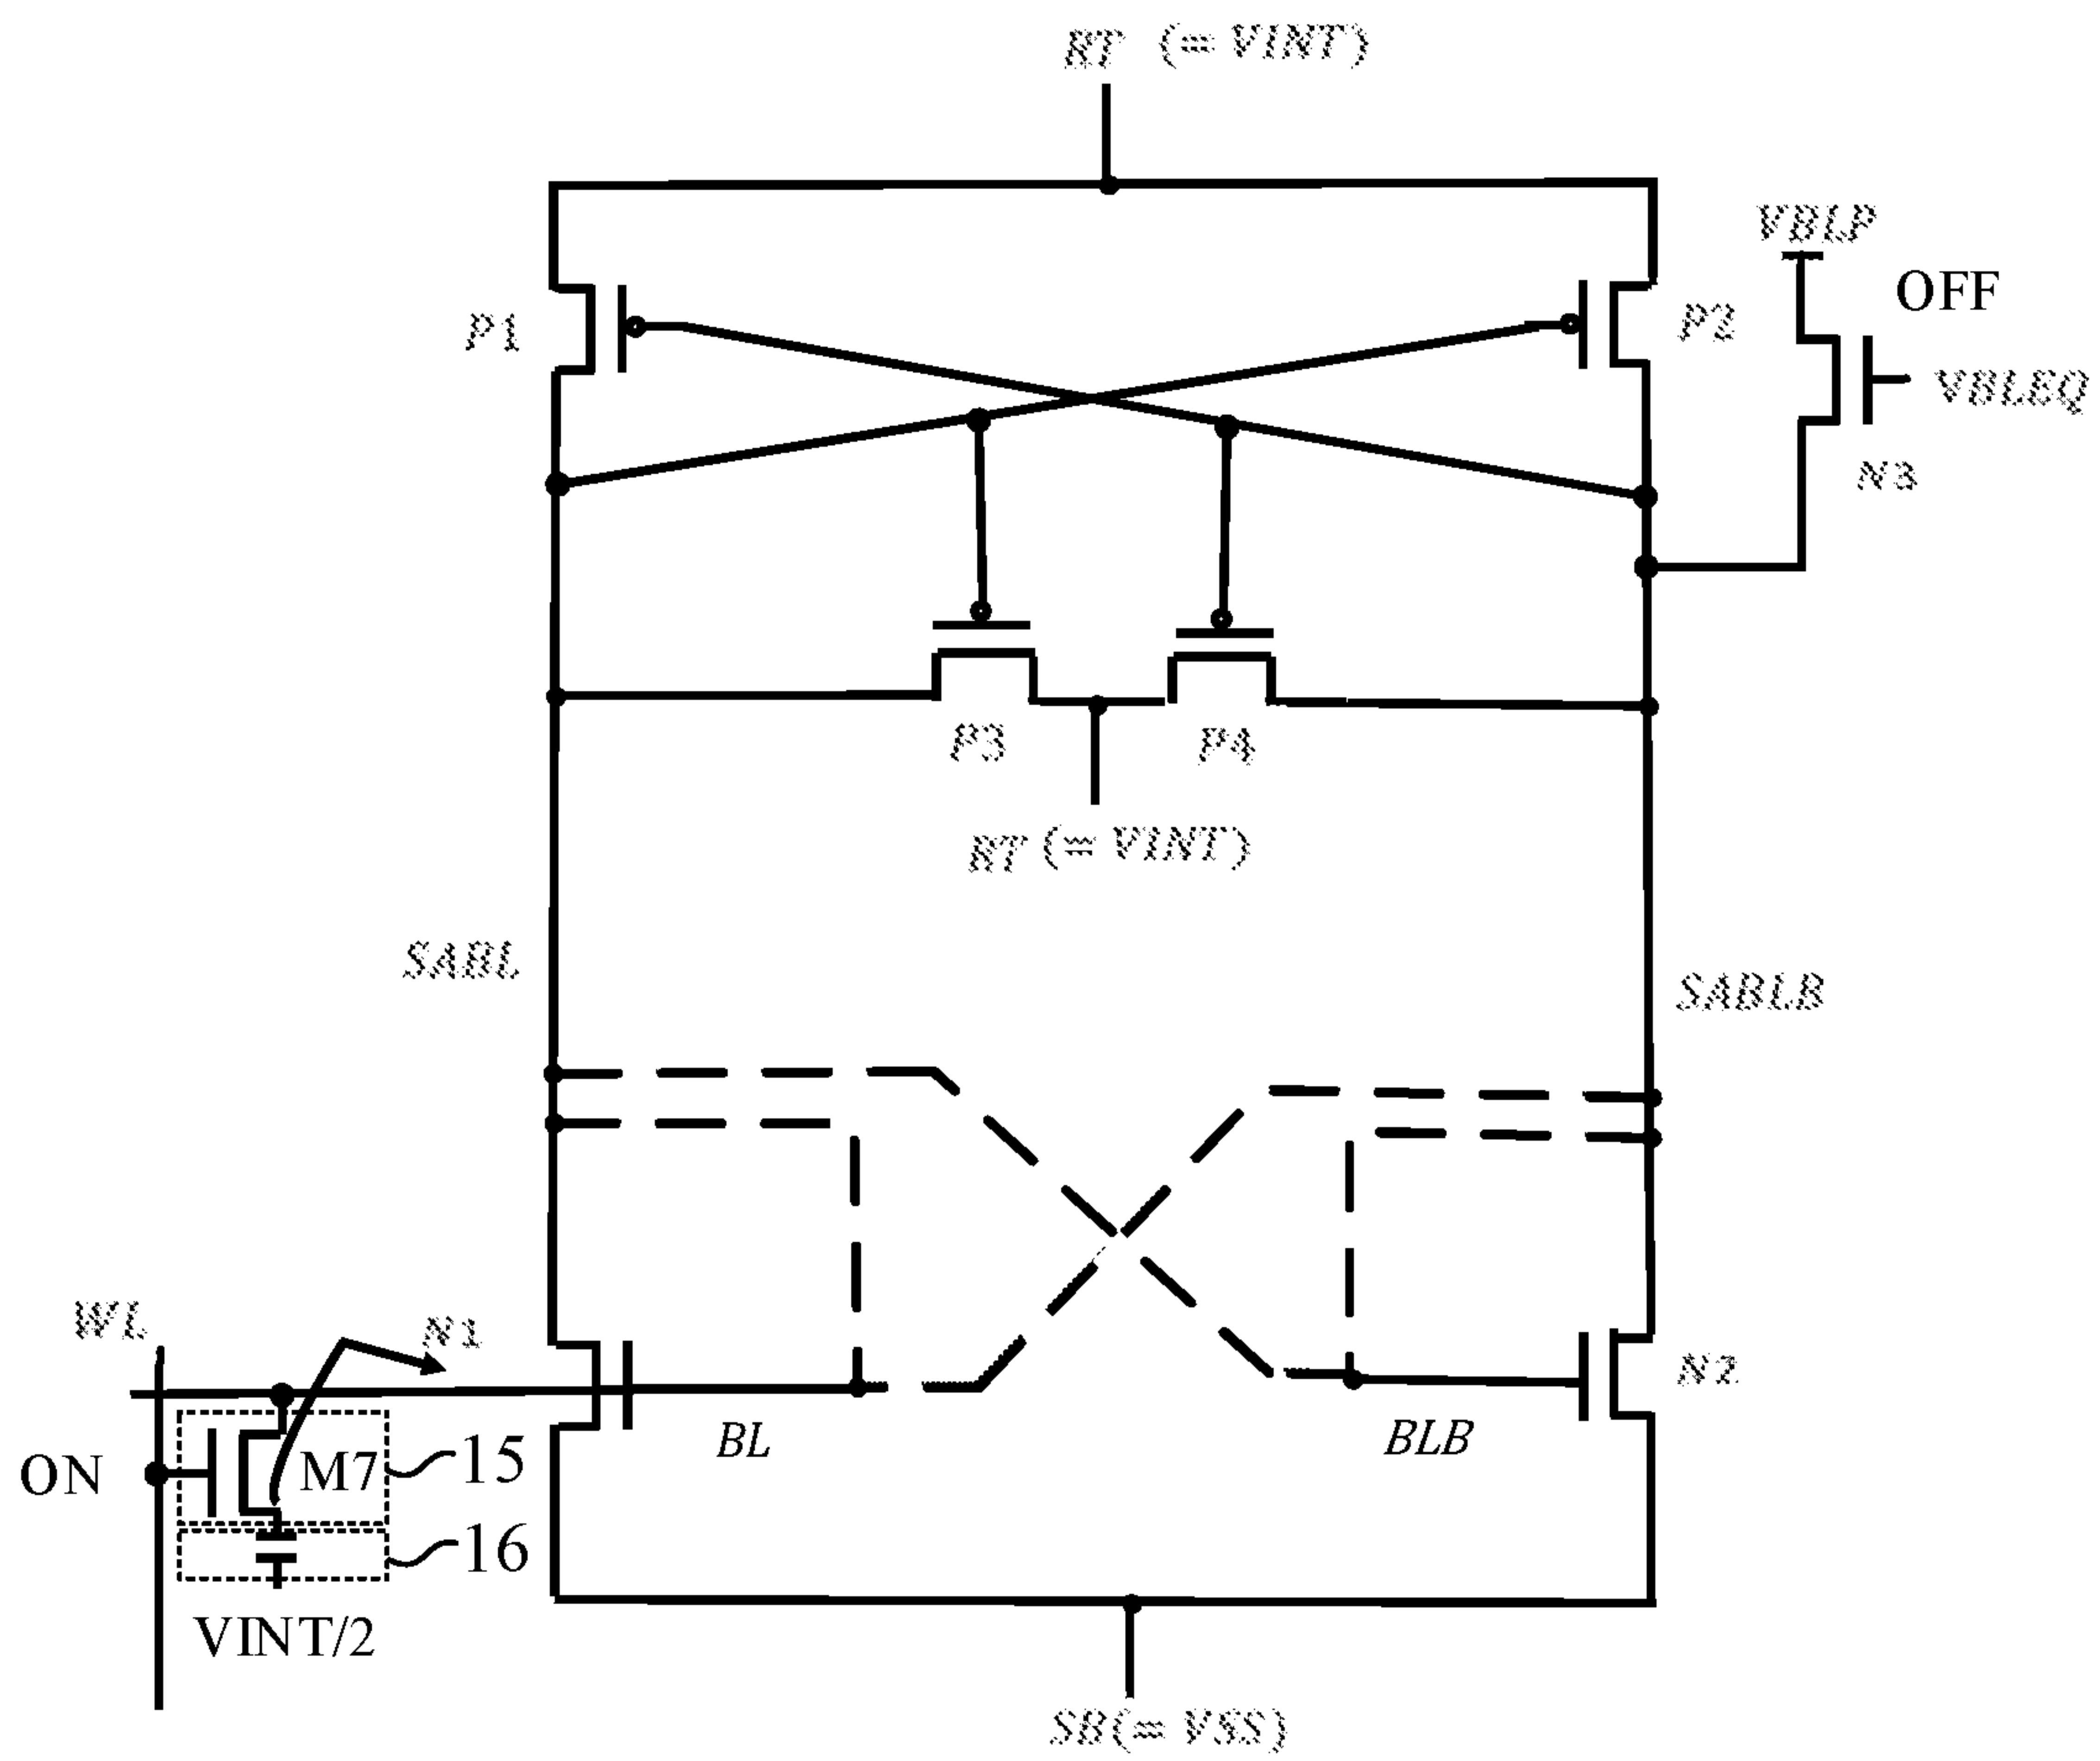 RT (= VINT)
VBLP
OFF
P1
P2
VBLEQ
N3
P3
P4
RT (= VINT)
SABL
SABLB
WL
N1
N2
BL
BLB
ON
M7
15
16
VINT/2
SB(= VSS)